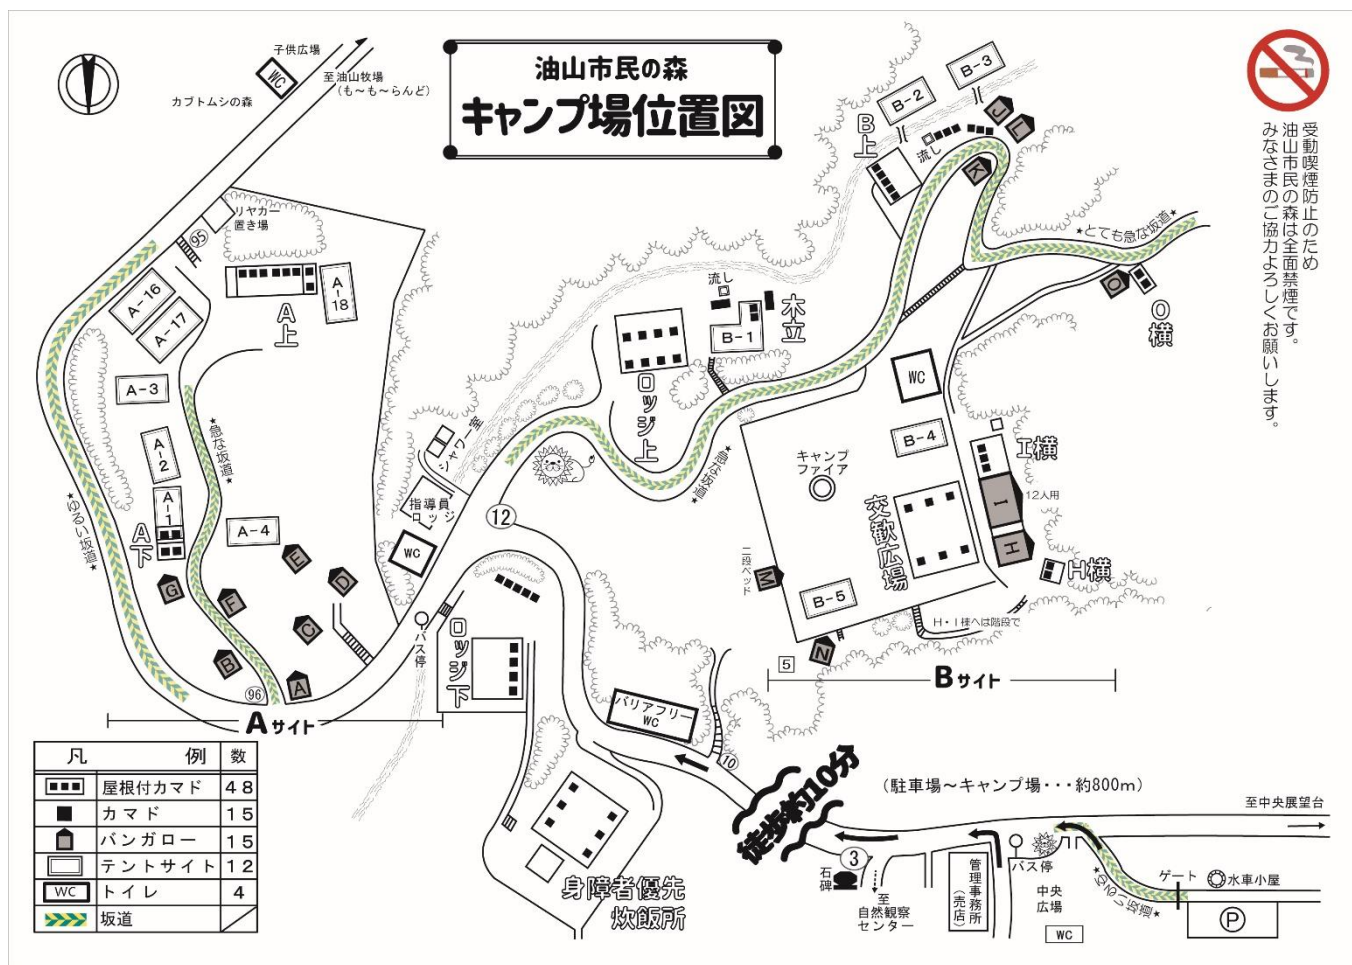 油山市民の森
キャンプ場位置図
受動喫煙防止のため
油山市民の森は全面禁煙です。
みなさまのご協力よろしくお願いします。
子供広場
WC
至油山牧場
(も〜も〜らんど)
カブトムシの森
リヤカー
置き場
95
A-16
A-17
A-18
A上
A-3
A-2
A-1
A下
A-4
★急な坂道★
★ゆるい坂道★
G
F
E
D
C
B
A
96
Aサイト
シャワー室
指導員
ロッジ
WC
バス停
12
ロッジ下
ロッジ上
流し
B-1
木立
★急な坂道★
B上
B-2
B-3
流し
J
L
K
★とても急な坂道★
O
O横
WC
B-4
キャンプ
ファイア
交歓広場
I横
I
12人用
H
H横
二段ベッド
M
B-5
N
5
H・I棟へは階段で
Bサイト
バリアフリー
WC
10
身障者優先
炊飯所
徒歩約10分
(駐車場〜キャンプ場・・・約800m)
至中央展望台
3
石碑
至
自然観察
センター
管理事務所
(売店)
バス停
中央
広場
WC
★ゆるい坂道★
ゲート
水車小屋
P
凡例 数
屋根付カマド 48
カマド 15
バンガロー 15
テントサイト 12
WC トイレ 4
坂道